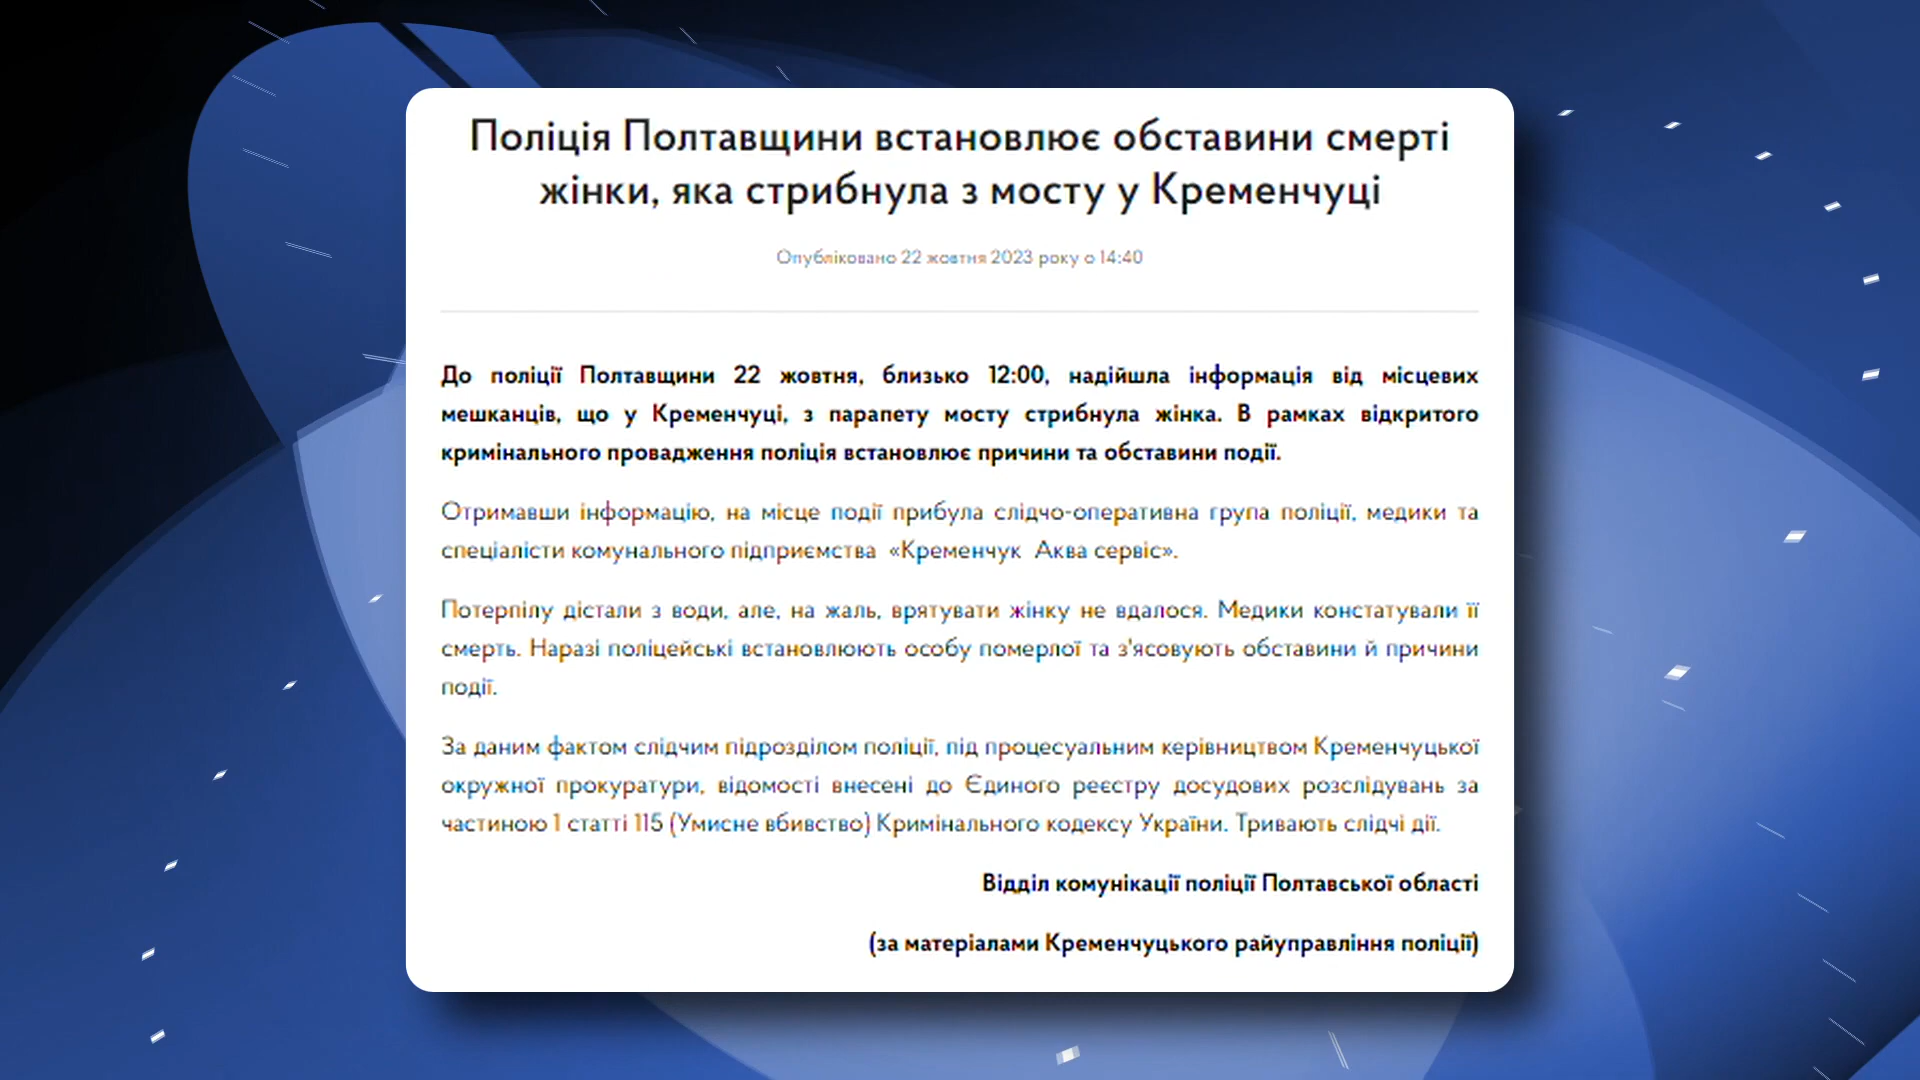 Поліція Полтавщини встановлює обставини смерті
жінки, яка стрибнула з мосту у Кременчуці
Опубліковано 22 жовтня 2023 року о 14:40
До поліції Полтавщини 22 жовтня, близько 12:00, надійшла інформація від місцевих
мешканців, що у Кременчуці, з парапету мосту стрибнула жінка. В рамках відкритого
кримінального провадження поліція встановлює причини та обставини події.
Отримавши інформацію, на місце події прибула слідчо-оперативна група поліції, медики та
спеціалісти комунального підприємства «Кременчук Аква сервіс».
Потерпілу дістали з води, але, на жаль, врятувати жінку не вдалося. Медики констатували її
смерть. Наразі поліцейські встановлюють особу померлої та з'ясовують обставини й причини
події.
За даним фактом слідчим підрозділом поліції, під процесуальним керівництвом Кременчуцької
окружної прокуратури, відомості внесені до Єдиного реєстру досудових розслідувань за
частиною 1 статті 115 (Умисне вбивство) Кримінального кодексу України. Тривають слідчі дії.
Відділ комунікації поліції Полтавської області
(за матеріалами Кременчуцького райуправління поліції)